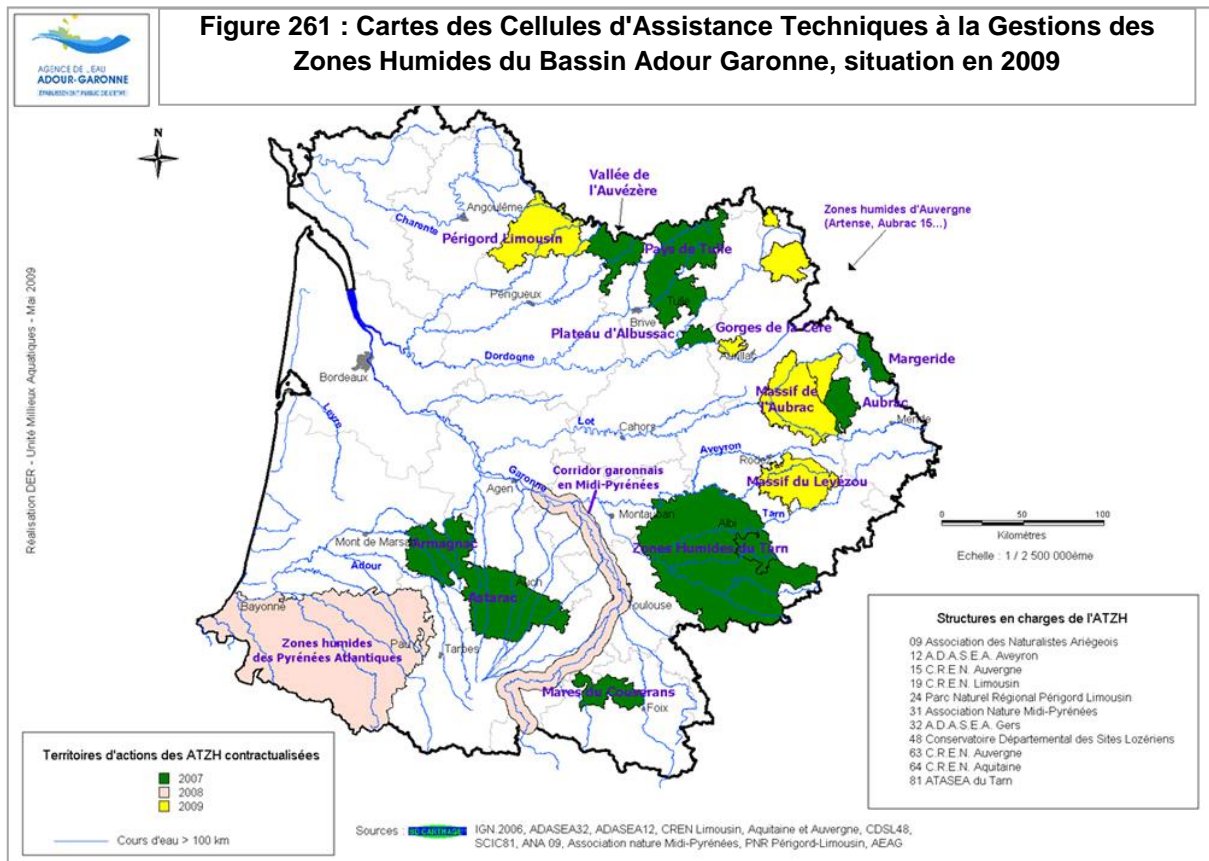 Figure 261 : Cartes des Cellules d'Assistance Techniques à la Gestions des
Zones Humides du Bassin Adour Garonne, situation en 2009
AGENCE DE L'EAU
ADOUR-GARONNE
ÉTABLISSEMENT PUBLIC DE L'ETAT
N
Réalisation DER - Unité Millieux Aquatiques - Mai 2009
Vallée de
l'Auvézère
Zones humides d'Auvergne
(Artense, Aubrac 15...)
Angoulême
Charente
Périgord Limousin
Pays de Tulle
Périgueux
Tulle
Brive
Plateau d'Albussac
Gorges de la Cère
Aurillac
Dordogne
Margeride
Bordeaux
Massif de
l'Aubrac
Aubrac
Mende
Leyre
Lot
Cahors
Aveyron
Rodez
Garonne
Corridor garonnais
en Midi-Pyrénées
Agen
Massif du Levézou
Montauban
Tarn
Albi
Mont de Marsa
Armagnac
Zones Humides du Tarn
Adour
Auch
Astarac
Toulouse
Bayonne
Zones humides
des Pyrénées Atlantiques
Pau
Tarbes
Mares du Couserans
Foix
0 50 100
Kilomètres
Echelle : 1 / 2 500 000ème
Structures en charges de l'ATZH
09 Association des Naturalistes Ariégeois
12 A.D.A.S.E.A. Aveyron
15 C.R.E.N. Auvergne
19 C.R.E.N. Limousin
24 Parc Naturel Régional Périgord Limousin
31 Association Nature Midi-Pyrénées
32 A.D.A.S.E.A. Gers
48 Conservatoire Départemental des Sites Lozériens
63 C.R.E.N. Auvergne
64 C.R.E.N. Aquitaine
81 ATASEA du Tarn
Territoires d'actions des ATZH contractualisées
2007
2008
2009
Cours d'eau > 100 km
Sources : BD CARTHAGE IGN 2006, ADASEA32, ADASEA12, CREN Limousin, Aquitaine et Auvergne, CDSL48,
SCIC81, ANA 09, Association nature Midi-Pyrénées, PNR Périgord-Limousin, AEAG